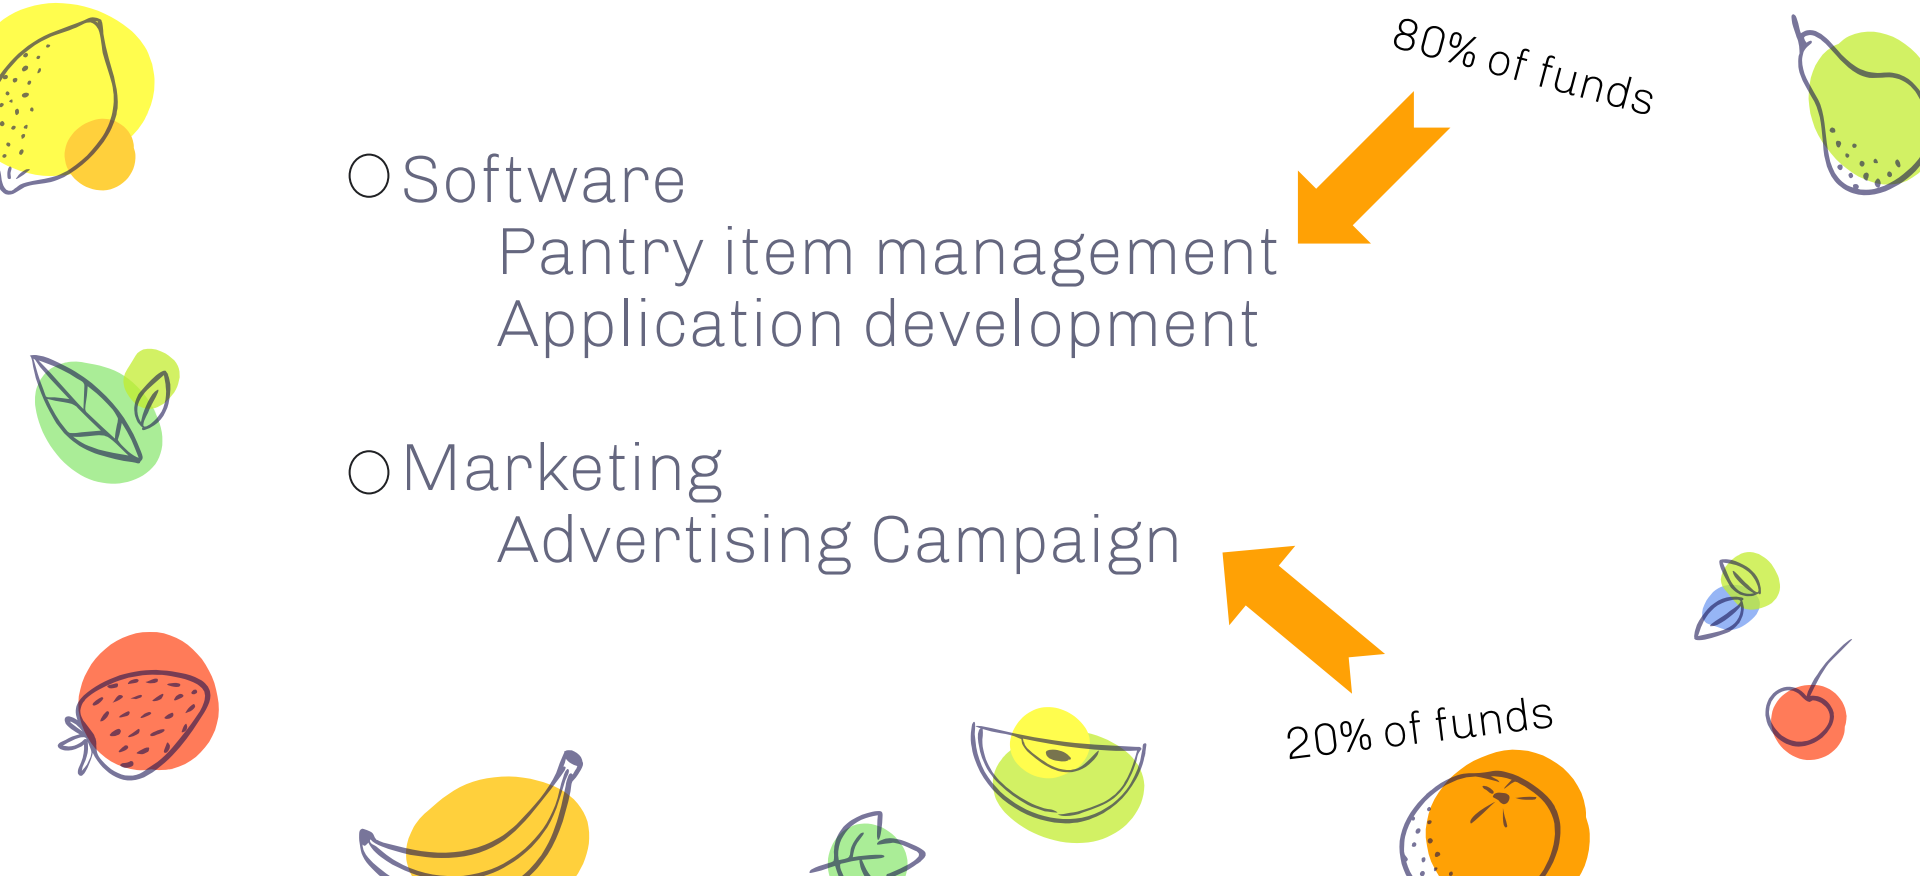 80% of funds
Software
Pantry item management
Application development
Marketing
Advertising Campaign
20% of funds